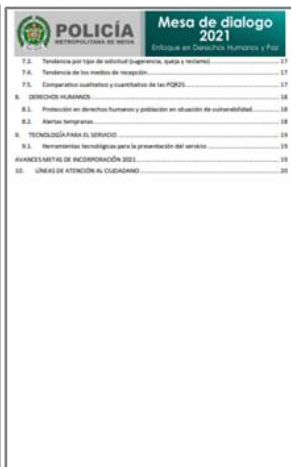 POLICÍA
METROPOLITANA DE NEIVA
Mesa de dialogo
2021
Enfoque en Derechos Humanos y Paz
7.3. Tendencia por tipo de solicitud (sugerencia, queja y reclamo) 17
7.4. Tendencia de los medios de recepción 17
7.5. Comparativo cualitativo y cuantitativo de las PQR2S 17
8. DERECHOS HUMANOS 18
8.1. Protección en derechos humanos y población en situación de vulnerabilidad 18
8.2. Alertas tempranas 18
9. TECNOLOGÍA PARA EL SERVICIO 19
9.1. Herramientas tecnológicas para la presentación del servicio 19
AVANCES METAS DE INCORPORACIÓN 2021 19
10. LÍNEAS DE ATENCIÓN AL CIUDADANO 20